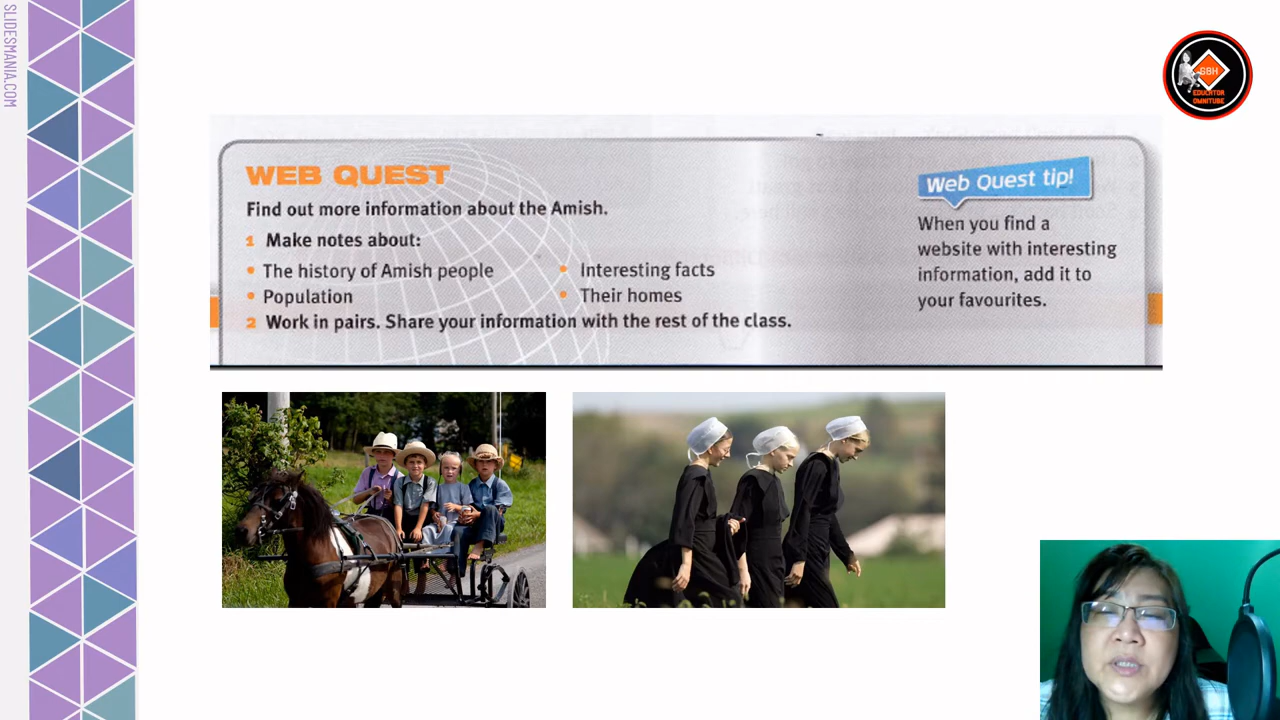 SLIDESMANIA.COM
BBH
EDUCATOR
OMNITUBE
WEB QUEST
Find out more information about the Amish.
1 Make notes about:
• The history of Amish people
• Population
• Interesting facts
• Their homes
2 Work in pairs. Share your information with the rest of the class.
Web Quest tip!
When you find a
website with interesting
information, add it to
your favourites.